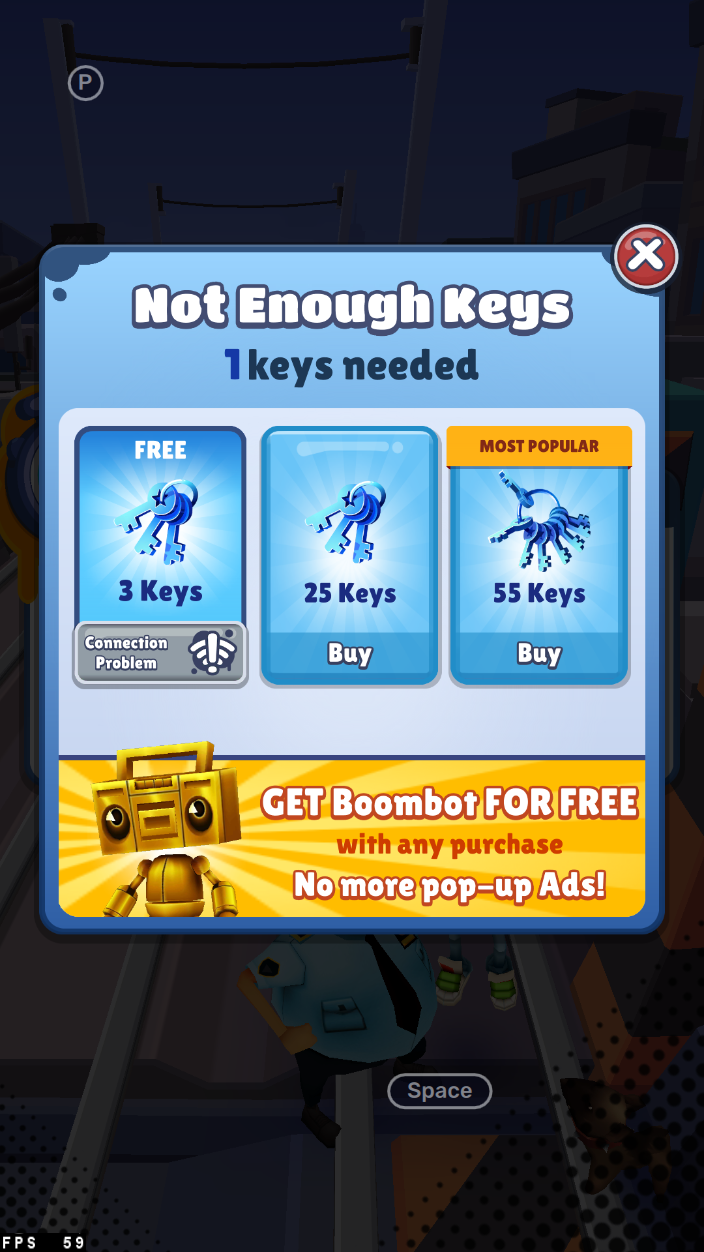 P
Not Enough Keys
1 keys needed
FREE
3 Keys
Connection
Problem
25 Keys
Buy
MOST POPULAR
55 Keys
Buy
GET Boombot FOR FREE
with any purchase
No more pop-up Ads!
Space
FPS 59